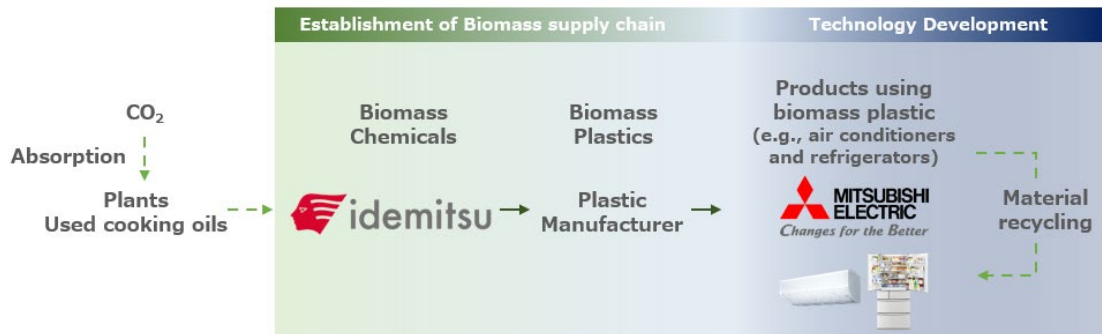 Establishment of Biomass supply chain
Technology Development
CO₂
Absorption
Plants
Used cooking oils
Biomass
Chemicals
idemitsu
Biomass
Plastics
Plastic
Manufacturer
Products using
biomass plastic
(e.g., air conditioners
and refrigerators)
MITSUBISHI
ELECTRIC
Changes for the Better
Material
recycling